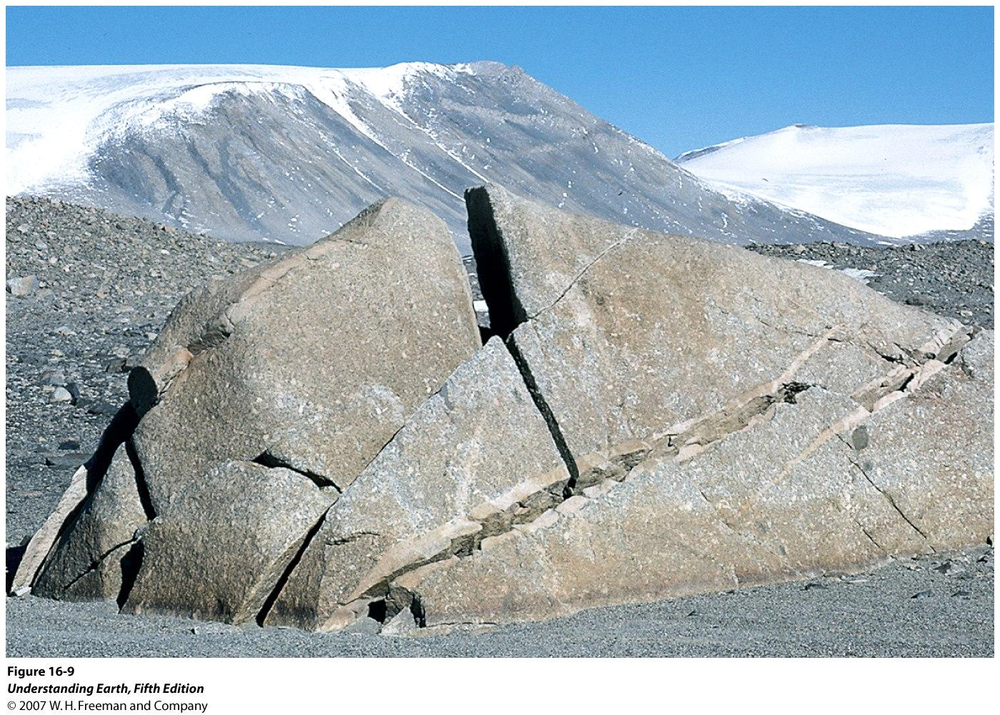 Figure 16-9
Understanding Earth, Fifth Edition
© 2007 W. H. Freeman and Company